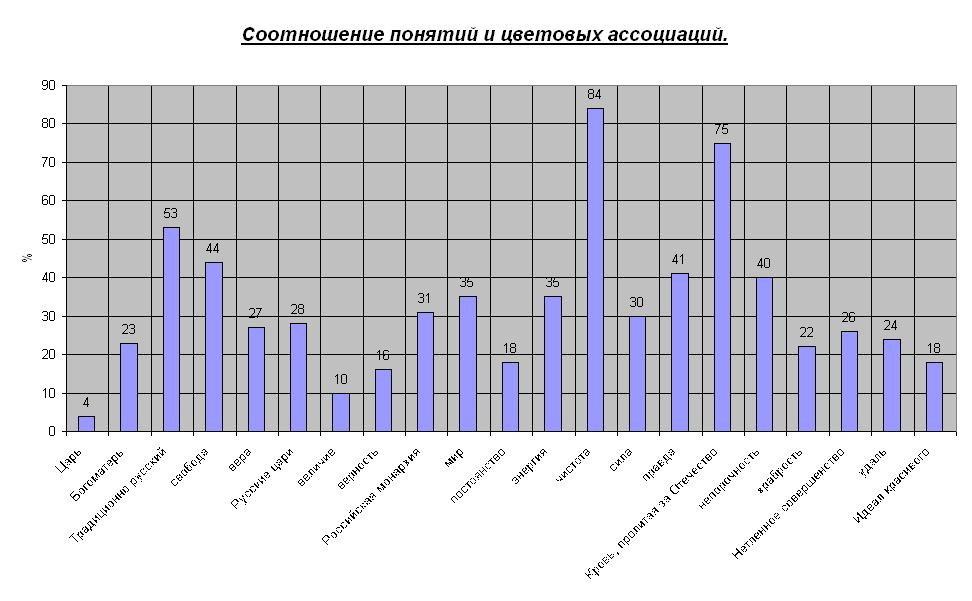 Соотношение понятий и цветовых ассоциаций.
90
80
70
60
50
40
30
20
10
0
%
4
23
53
44
27
28
10
16
31
35
18
35
84
30
41
75
40
22
26
24
18
Царь
Богоматерь
Традиционно русский
свобода
вера
Русские цари
величие
верность
Российская монархия
мир
постоянство
энергия
чистота
сила
правда
Кровь, пролитая за Отечество
непорочность
храбрость
Нетленное совершенство
удаль
Идеал красивого